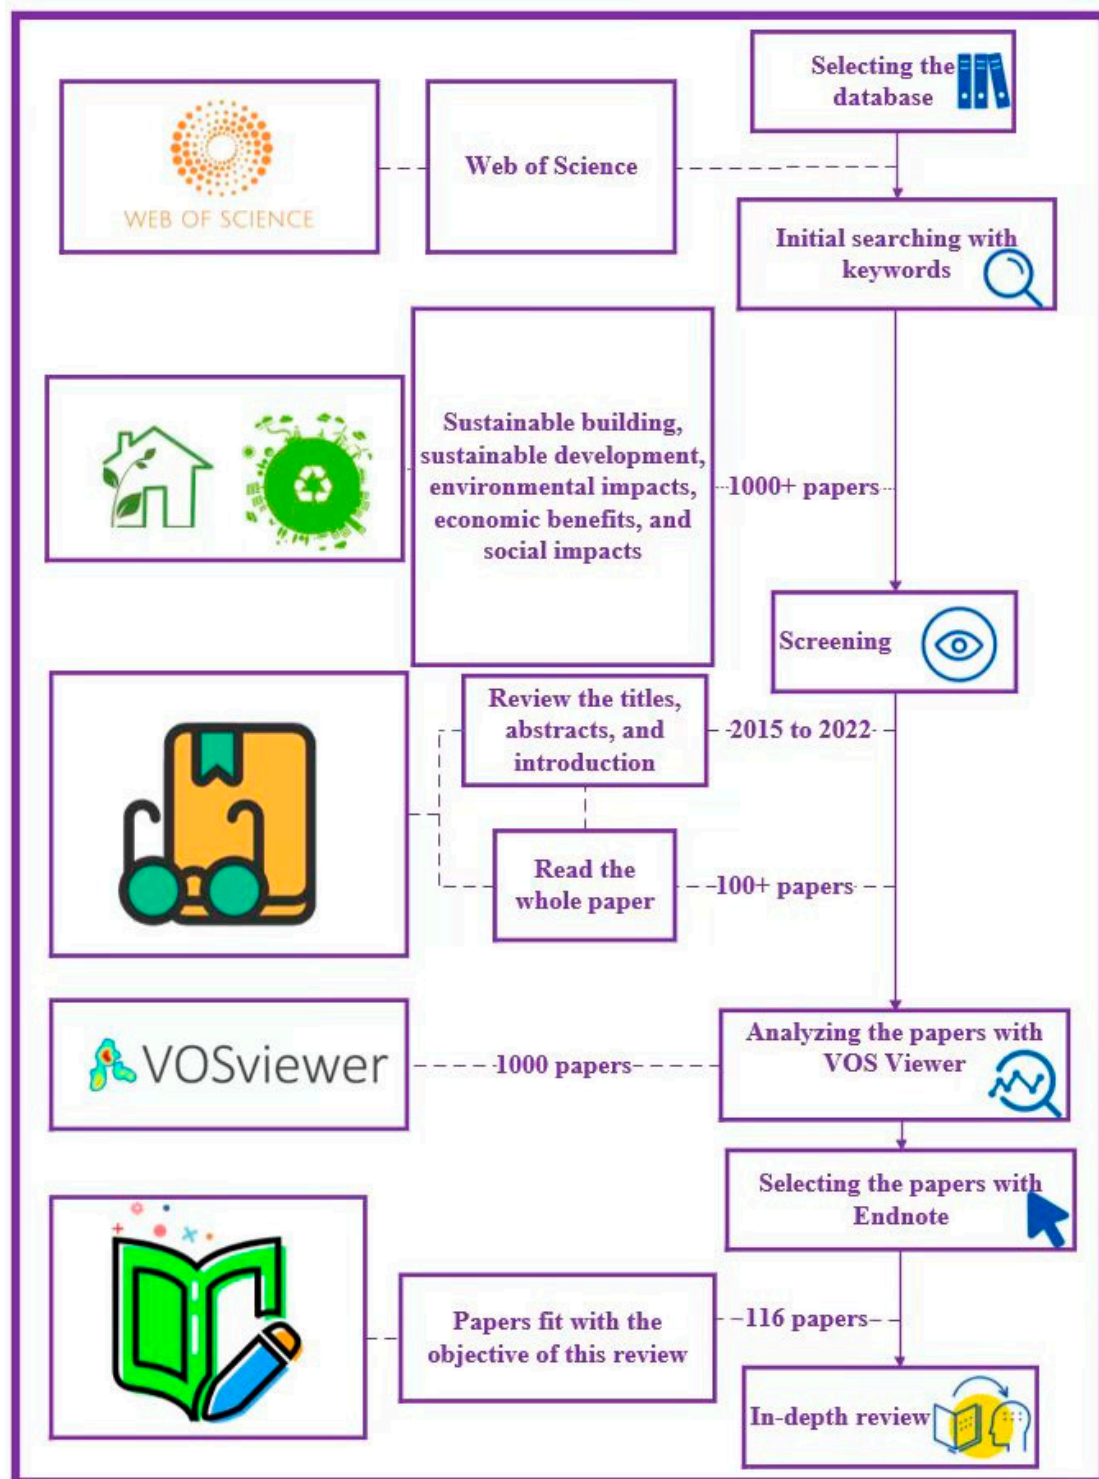 Selecting the
database
WEB OF SCIENCE
Web of Science
Initial searching with
keywords
Sustainable building,
sustainable development,
environmental impacts,
economic benefits, and
social impacts
1000+ papers
Screening
Review the titles,
abstracts, and
introduction
2015 to 2022
Read the
whole paper
100+ papers
VOSviewer
1000 papers
Analyzing the papers with
VOS Viewer
Selecting the papers with
Endnote
Papers fit with the
objective of this review
116 papers
In-depth review